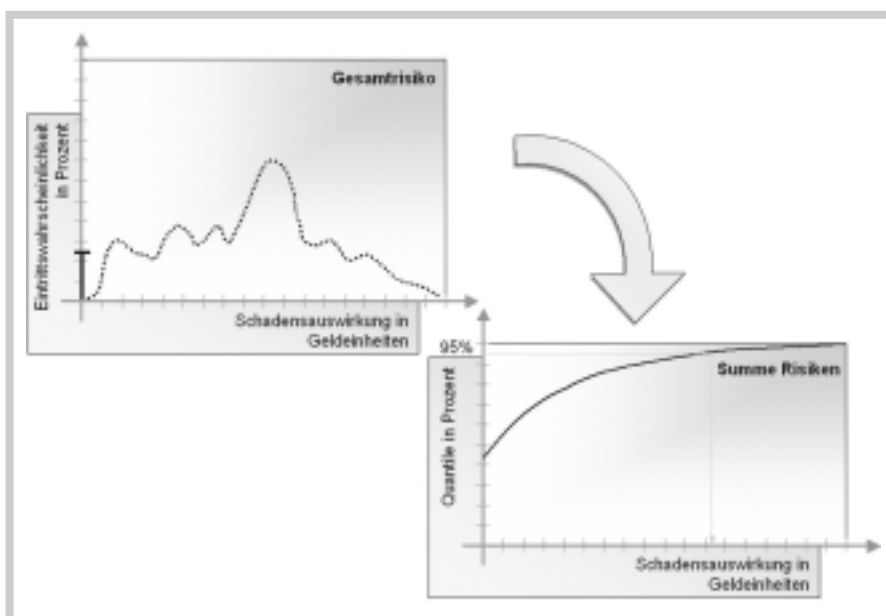 Gesamtrisiko
Eintrittswahrscheinlichkeit
in Prozent
Schadensauswirkung in
Geldeinheiten
95%
Summe Risiken
Quantile in Prozent
Schadensauswirkung in
Geldeinheiten